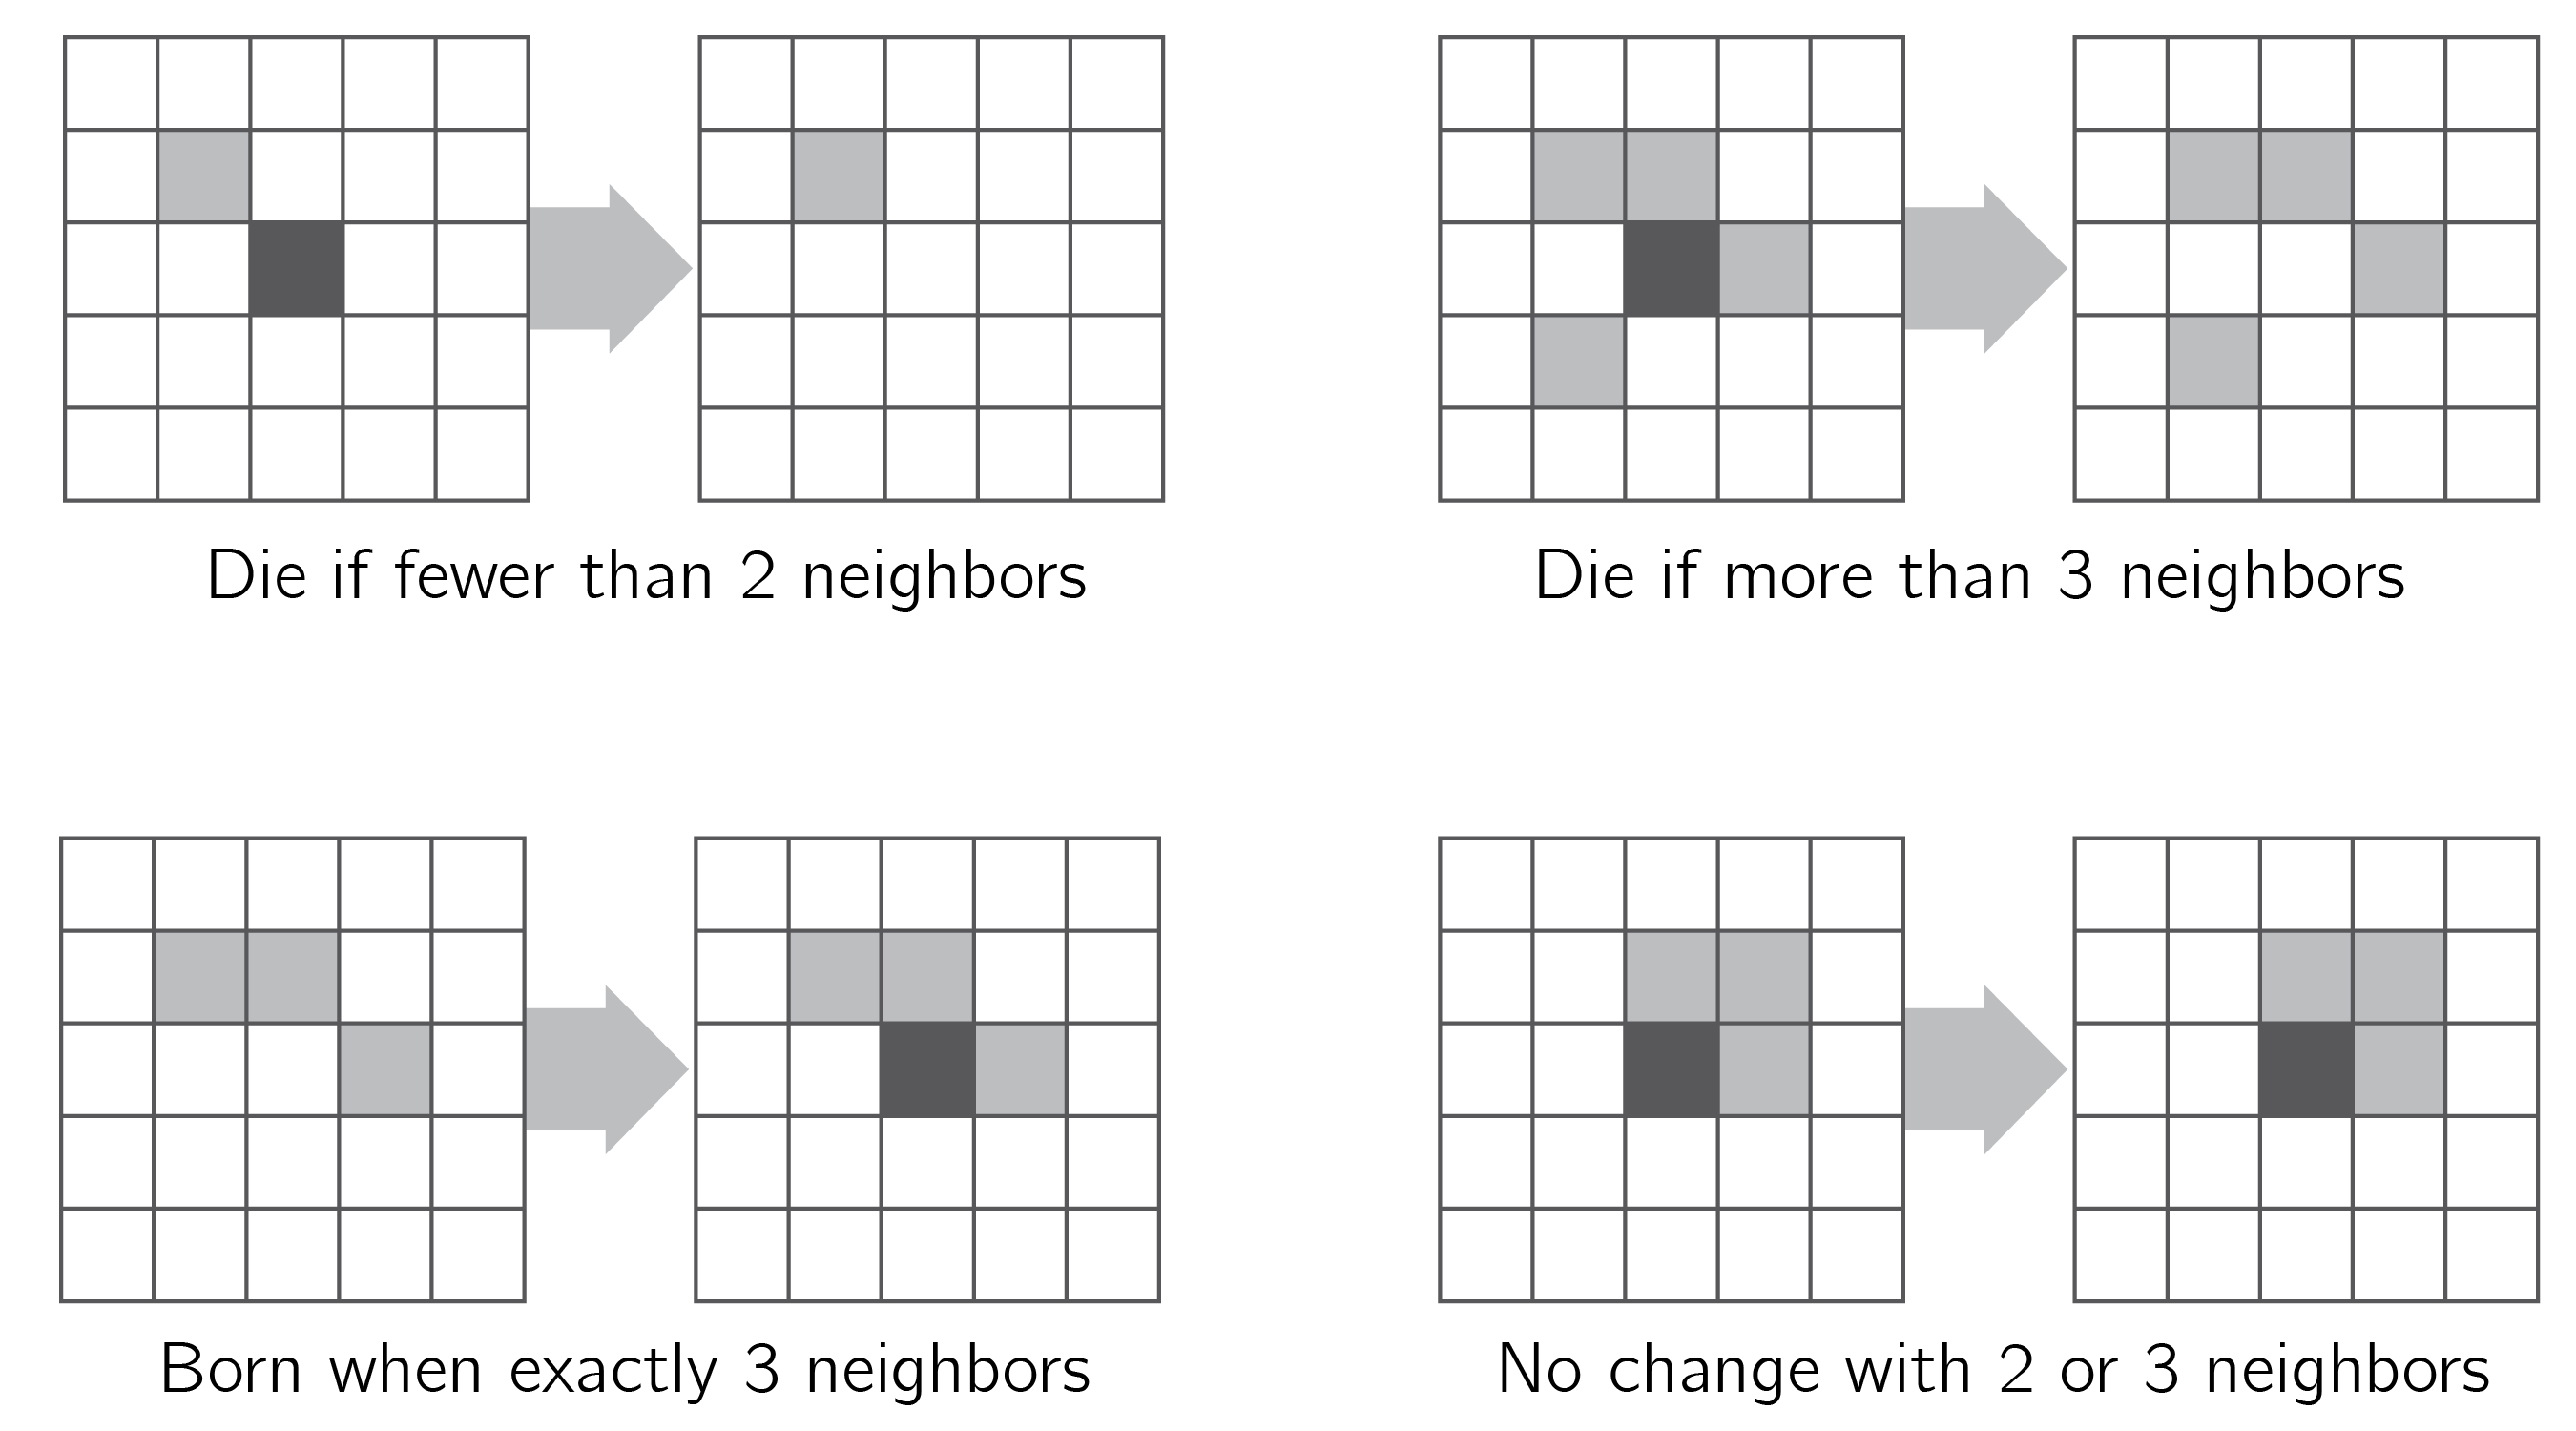 Die if fewer than 2 neighbors
Die if more than 3 neighbors
Born when exactly 3 neighbors
No change with 2 or 3 neighbors